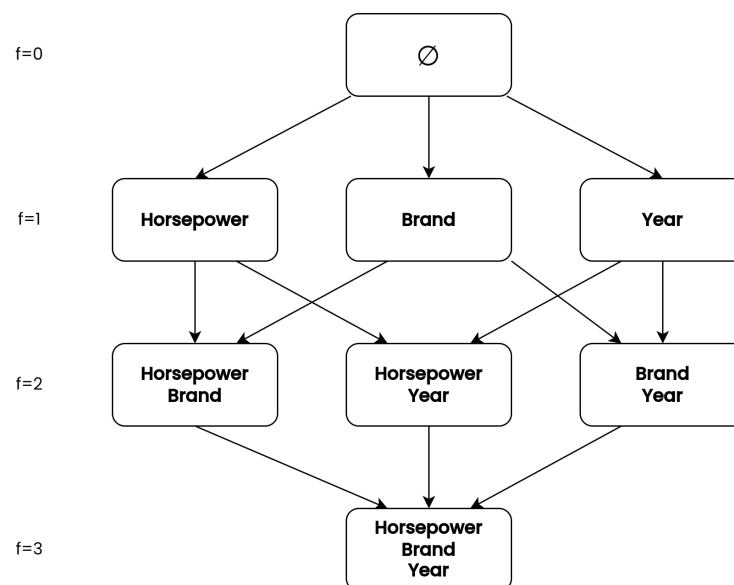 f=0
∅
f=1
Horsepower
Brand
Year
f=2
Horsepower
Brand
Horsepower
Year
Brand
Year
f=3
Horsepower
Brand
Year